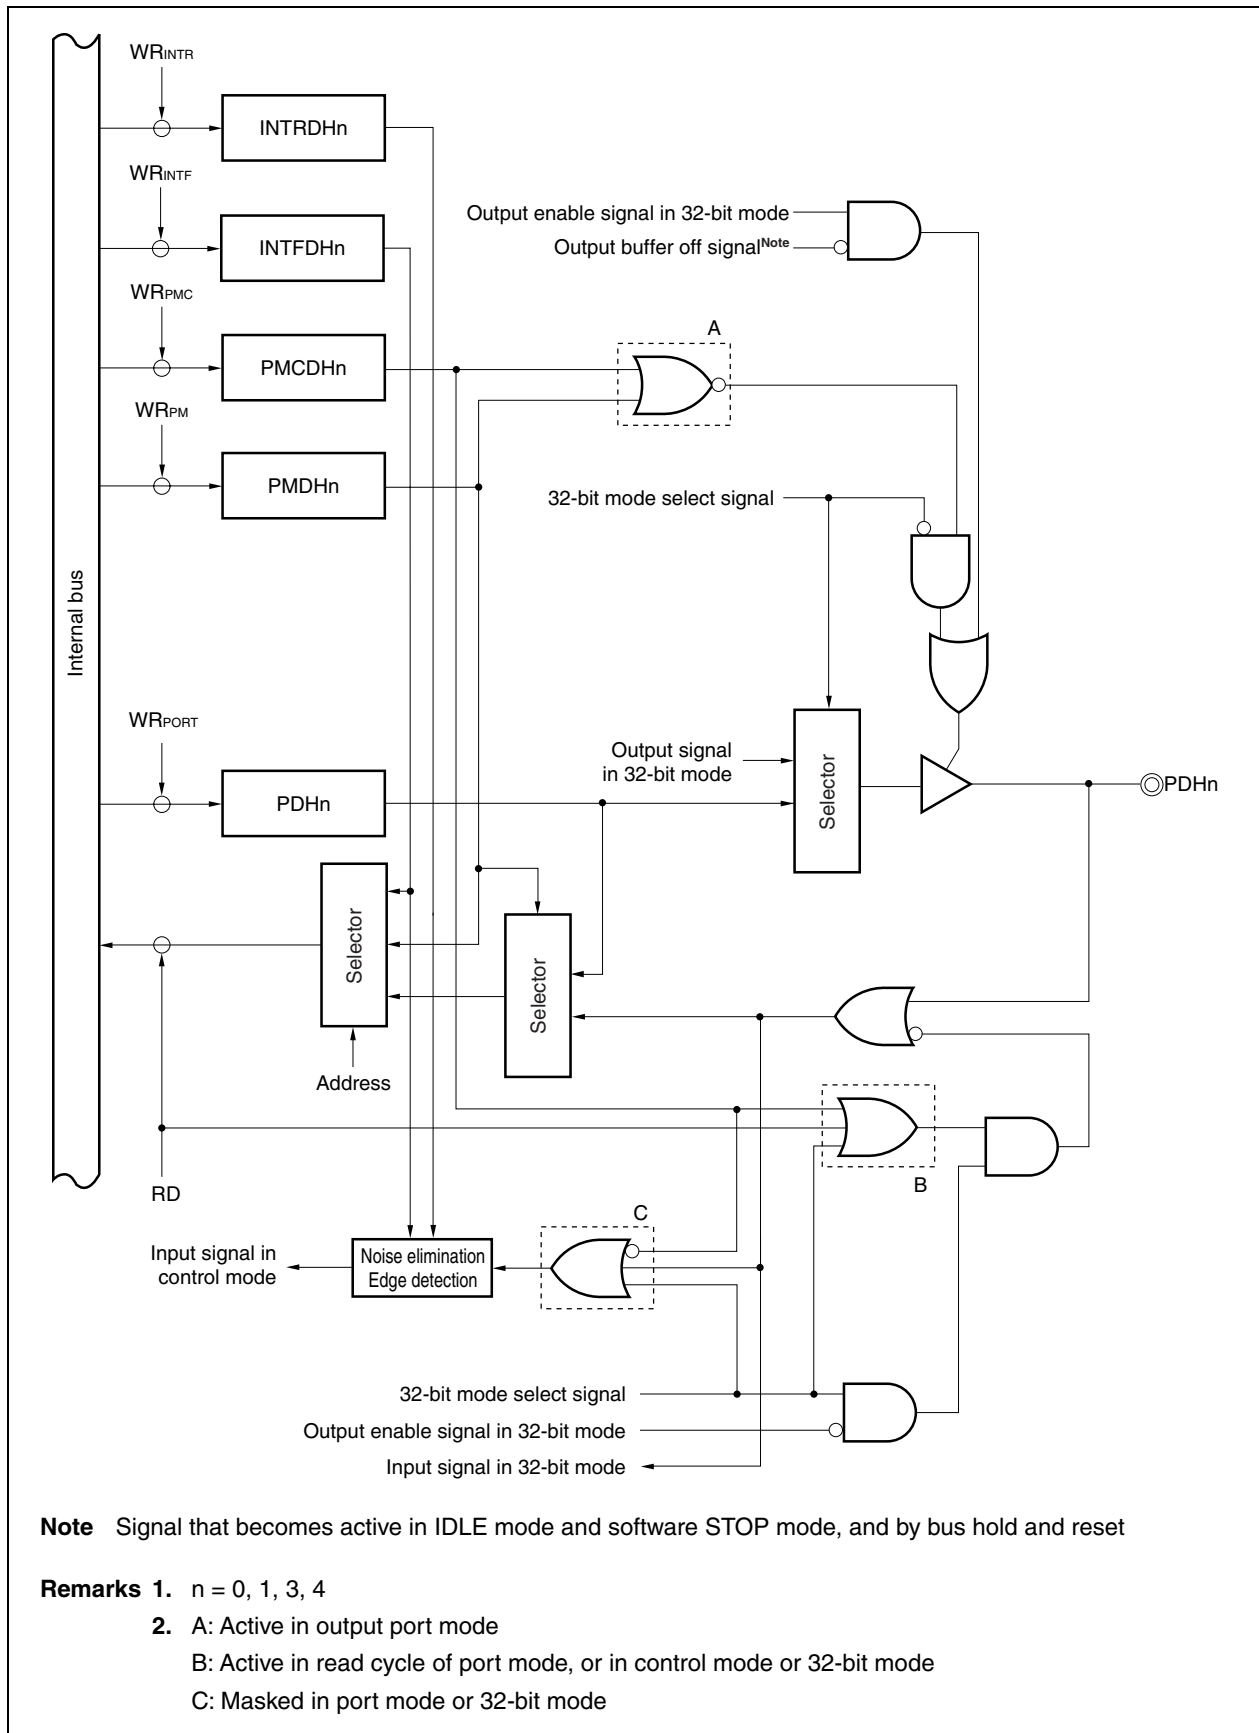 WRINTR
INTRDHn
WRINTF
INTFDHn
Output enable signal in 32-bit mode
Output buffer off signalNote
WRPMC
PMCDHn
A
WRPM
PMDHn
32-bit mode select signal
Internal bus
WRPORT
PDHn
Output signal
in 32-bit mode
Selector
PDHn
Selector
Selector
Address
RD
B
C
Input signal in
control mode
Noise elimination
Edge detection
32-bit mode select signal
Output enable signal in 32-bit mode
Input signal in 32-bit mode
Note Signal that becomes active in IDLE mode and software STOP mode, and by bus hold and reset
Remarks 1. n = 0, 1, 3, 4
2. A: Active in output port mode
B: Active in read cycle of port mode, or in control mode or 32-bit mode
C: Masked in port mode or 32-bit mode